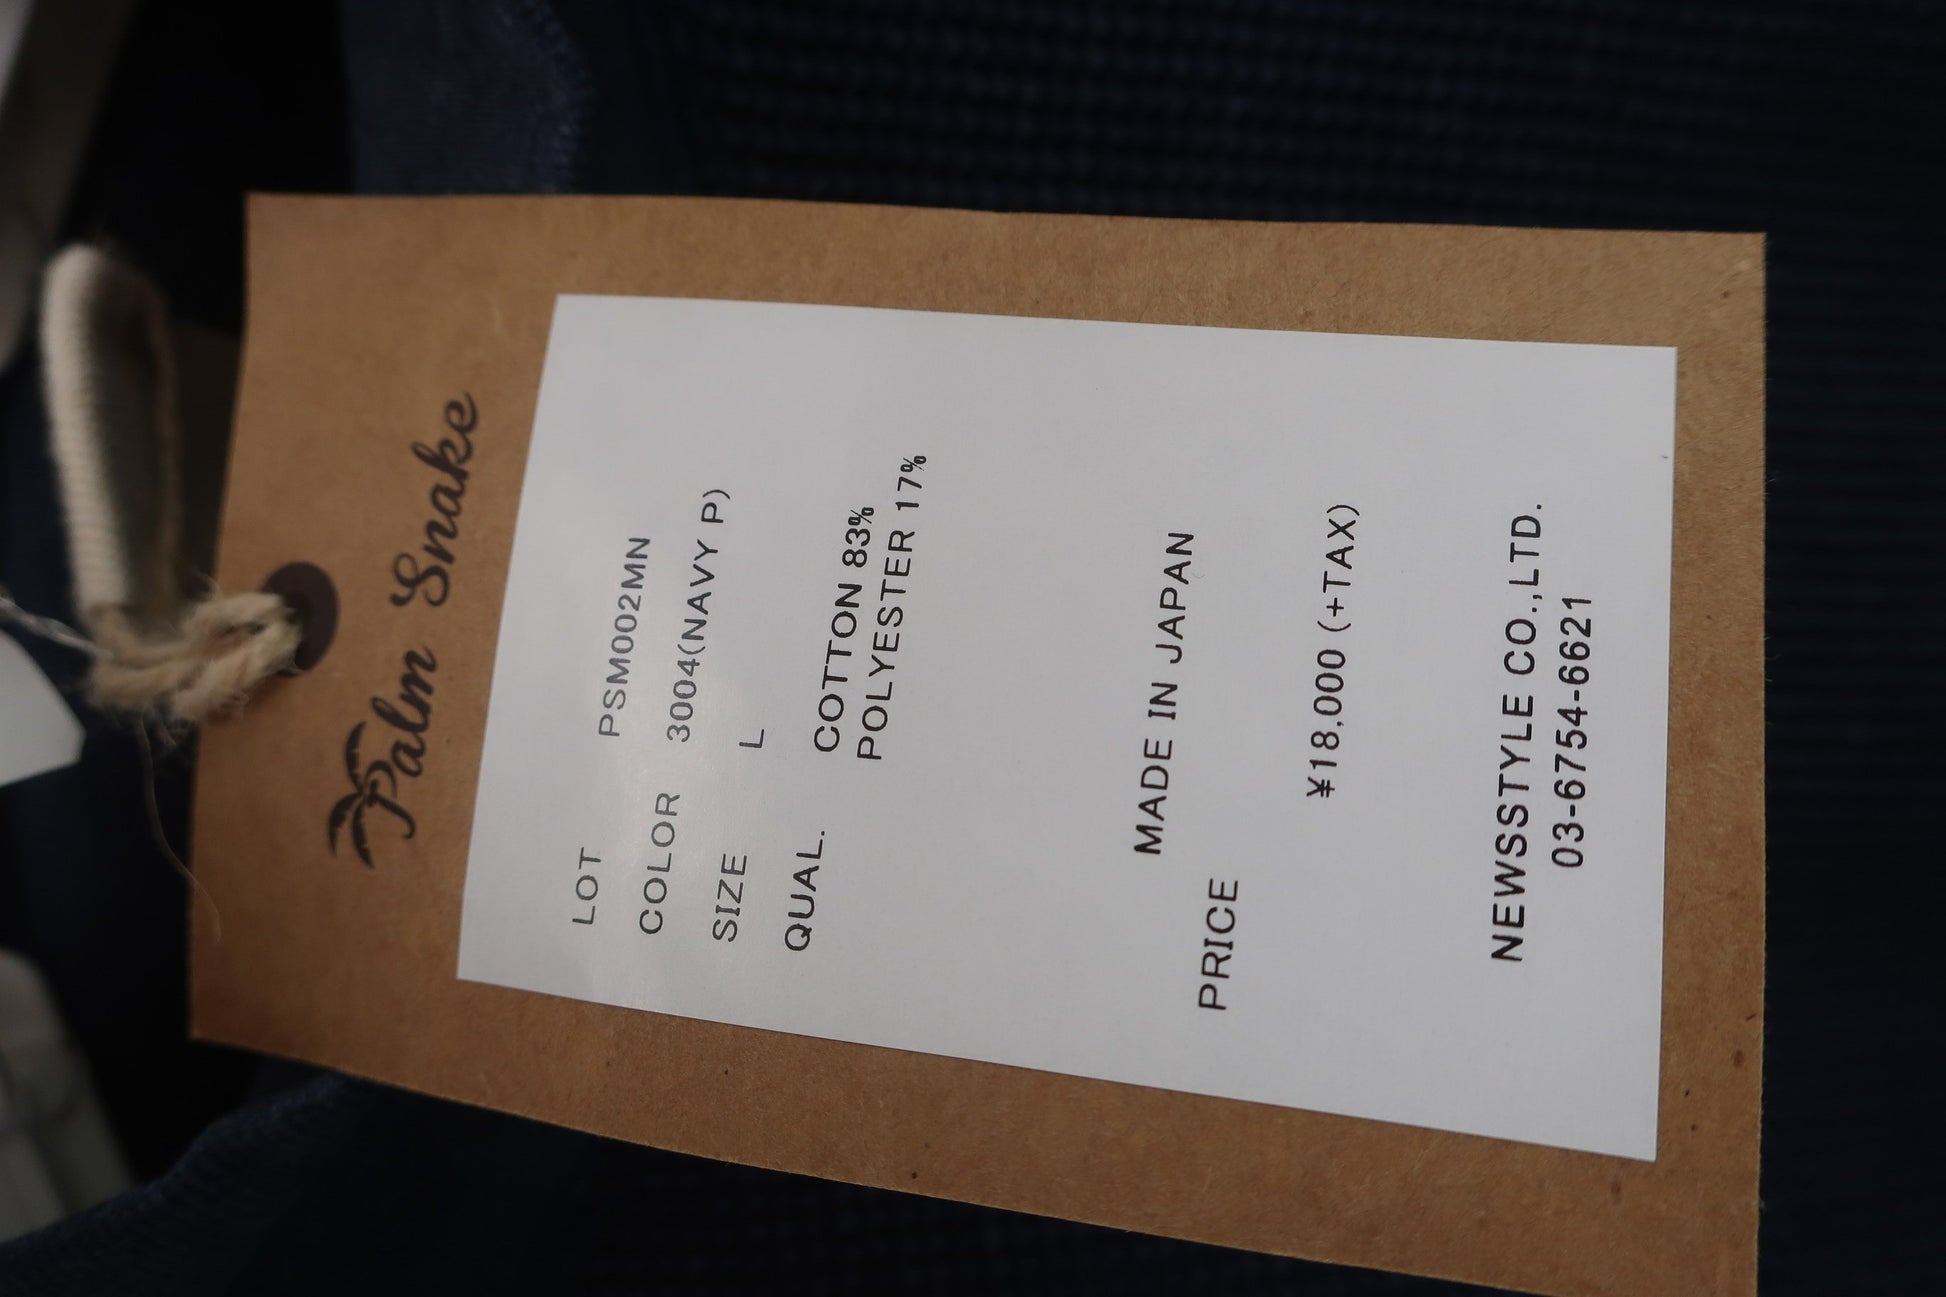 Palm Snake
LOT PSM002MN
COLOR 3004(NAVY P)
SIZE L
QUAL. COTTON 83%
POLYESTER 17%
MADE IN JAPAN
PRICE
¥18,000 (+TAX)
NEWSSTYLE CO.,LTD.
03-6754-6621